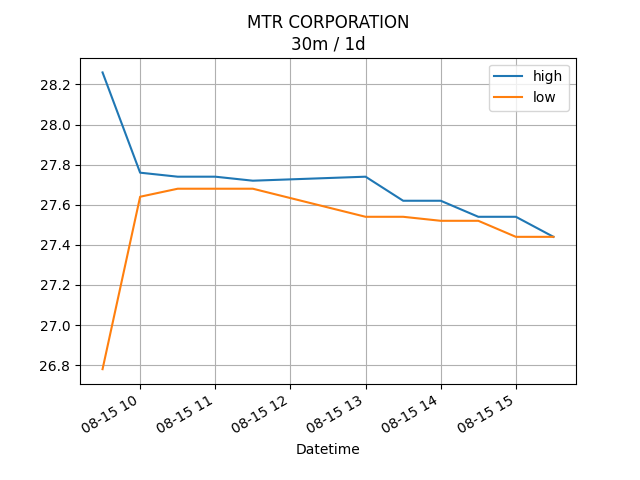 MTR CORPORATION
30m / 1d
high
low
28.2
28.0
27.8
27.6
27.4
27.2
27.0
26.8
08-15 10
08-15 11
08-15 12
08-15 13
08-15 14
08-15 15
Datetime